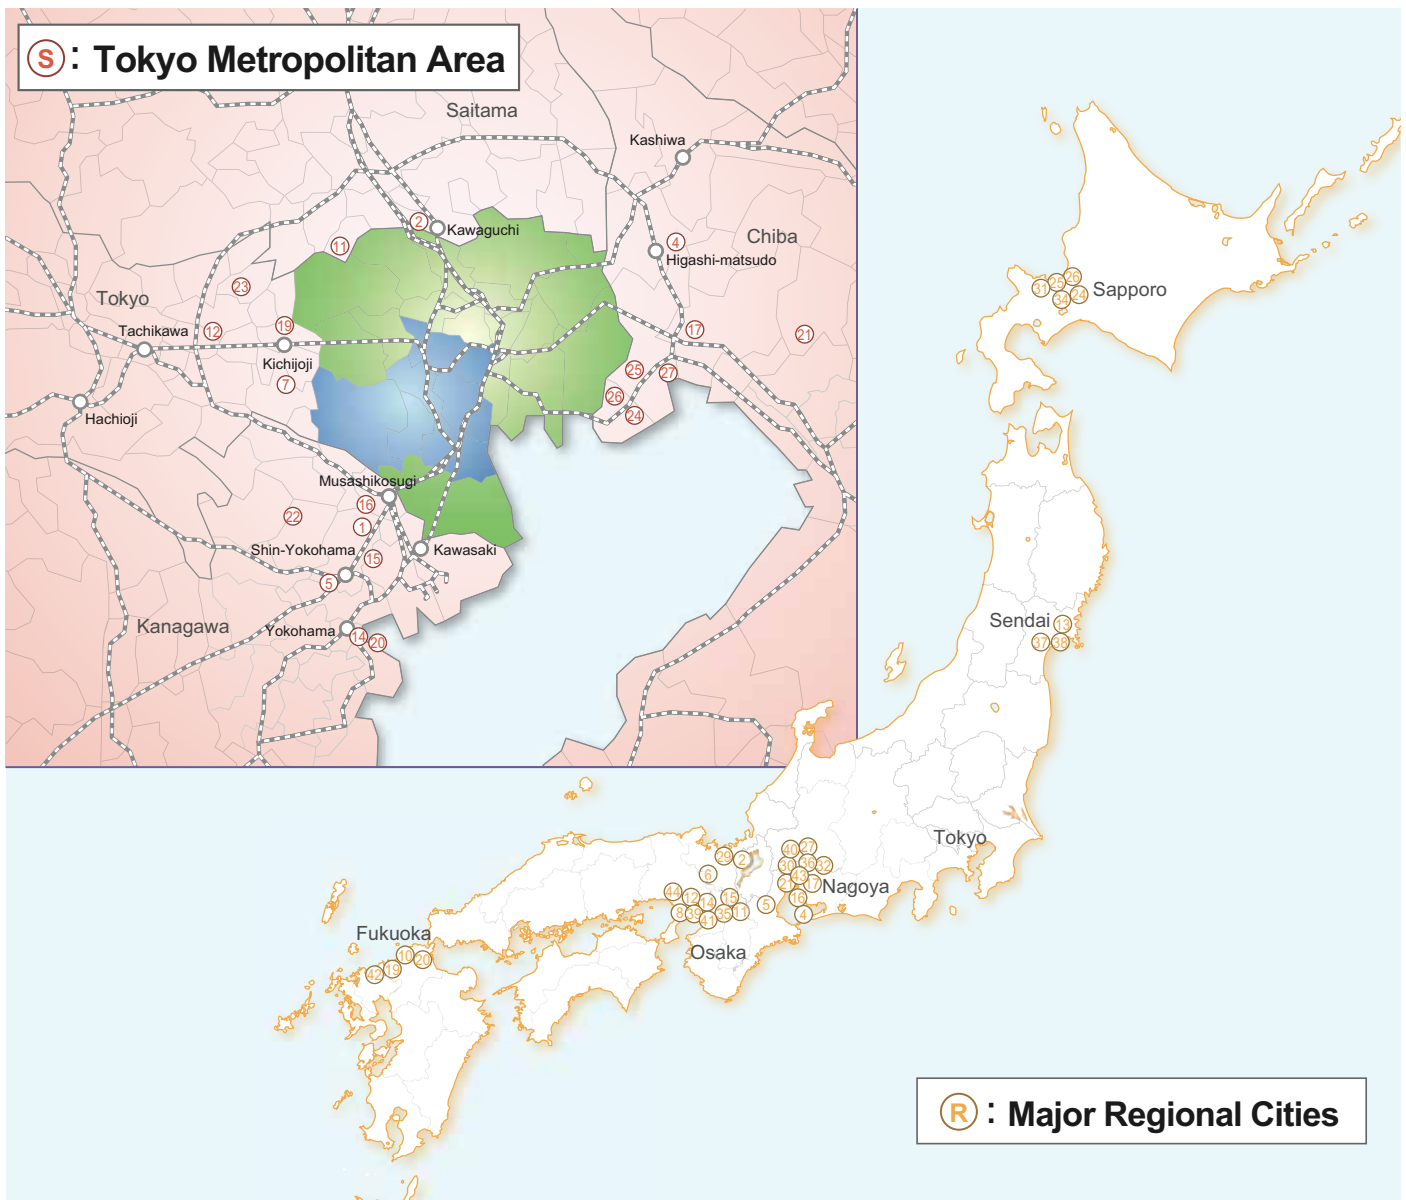 S : Tokyo Metropolitan Area
Saitama
Kashiwa
2
Kawaguchi
11
4
Chiba
Higashi-matsudo
23
Tokyo
Tachikawa
12
19
17
21
Kichijoji
7
25
27
26
24
Hachioji
Musashikosugi
16
22
1
Shin-Yokohama
15
Kawasaki
5
Kanagawa
Yokohama
14
20
26
25
31
34
24
Sapporo
Sendai
13
37
38
Tokyo
40
27
29
2
30
36
32
6
43
21
17
Nagoya
44
12
14
15
16
5
8
39
41
35
11
4
Osaka
Fukuoka
10
20
19
42
R : Major Regional Cities